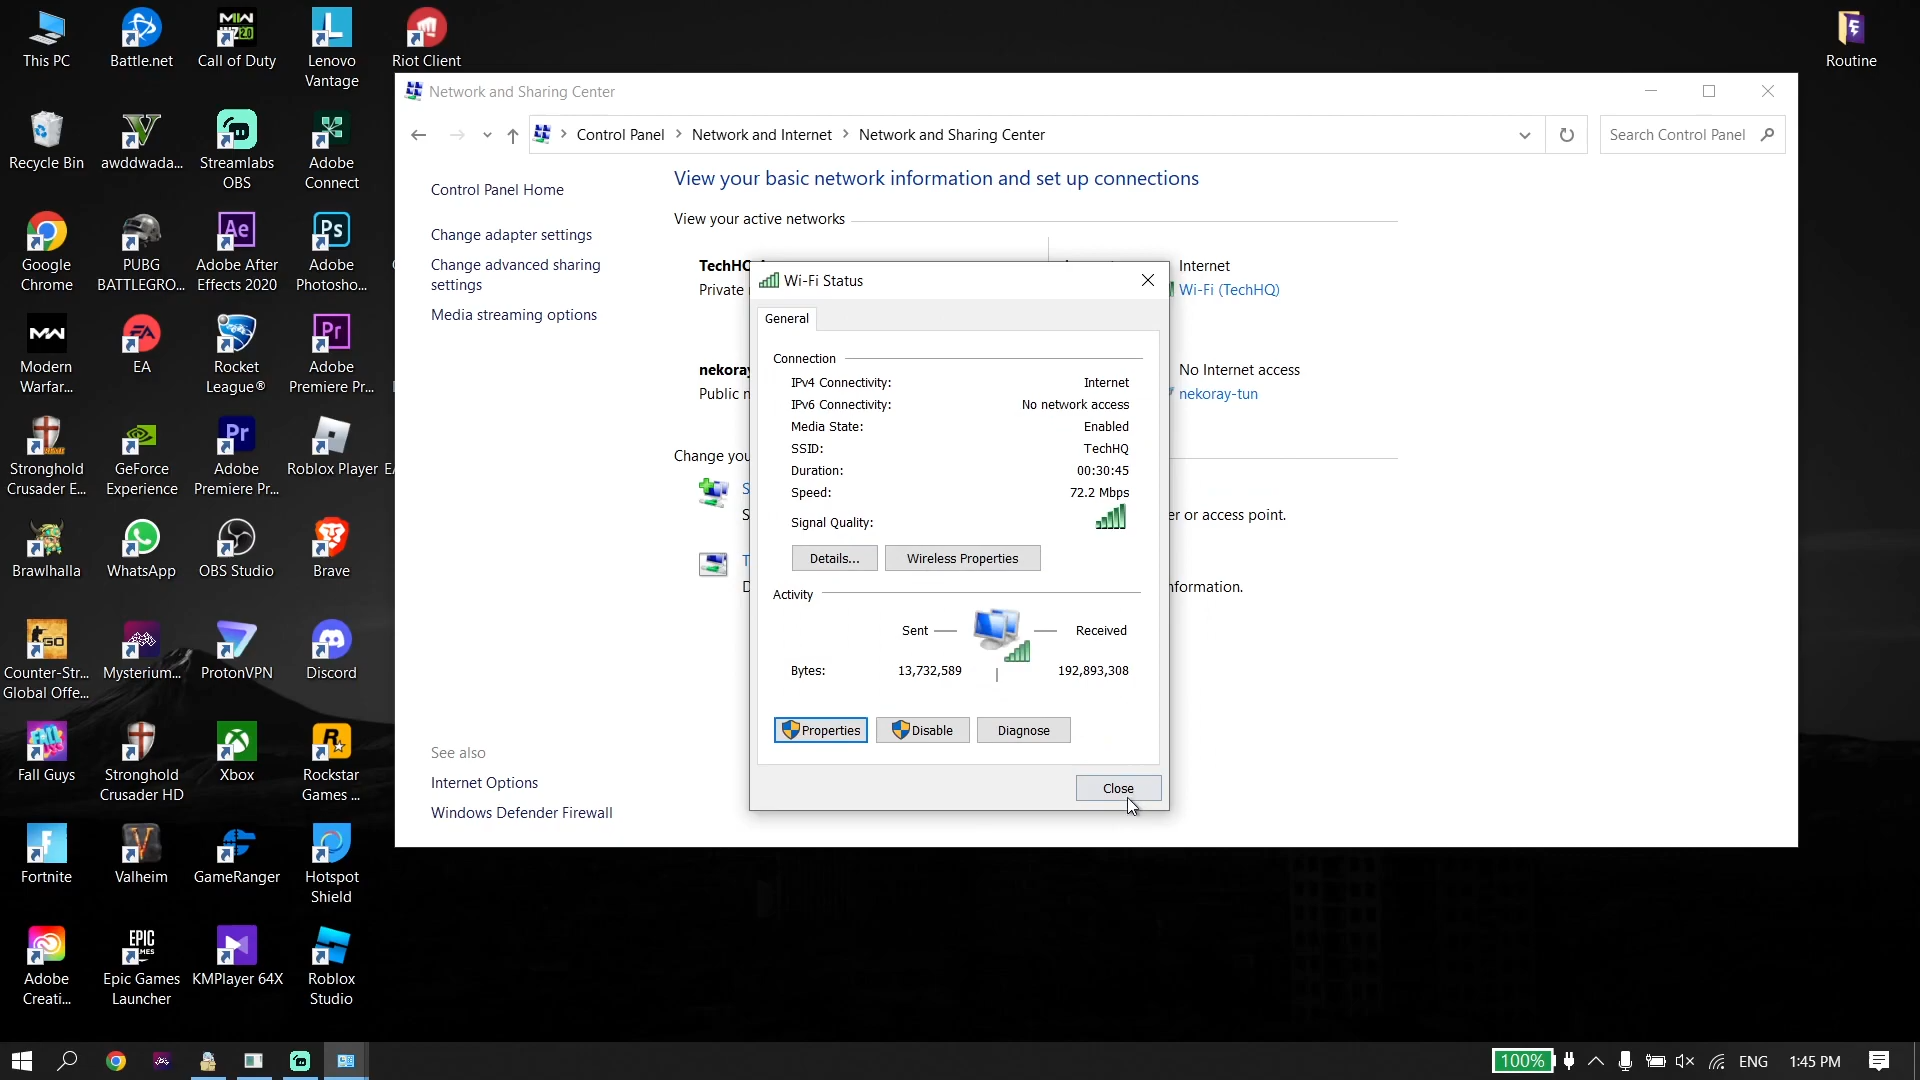 This PC
Battle.net
Call of Duty
Lenovo
Vantage
Riot Client
Routine
Recycle Bin
awddwada...
Streamlabs
OBS
Adobe
Connect
Google
Chrome
PUBG
BATTLEGRO...
Adobe After
Effects 2020
Adobe
Photosho...
Modern
Warfar...
EA
Rocket
League®
Adobe
Premiere Pr...
Stronghold
Crusader E...
GeForce
Experience
Adobe
Premiere Pr...
Roblox Player
Brawlhalla
WhatsApp
OBS Studio
Brave
Counter-Str...
Global Offe...
Mysterium...
ProtonVPN
Discord
Fall Guys
Stronghold
Crusader HD
Xbox
Rockstar
Games ...
Fortnite
Valheim
GameRanger
Hotspot
Shield
Adobe
Creati...
Epic Games
Launcher
KMPlayer 64X
Roblox
Studio
Network and Sharing Center
Control Panel > Network and Internet > Network and Sharing Center
Search Control Panel
Control Panel Home
Change adapter settings
Change advanced sharing
settings
Media streaming options
See also
Internet Options
Windows Defender Firewall
View your basic network information and set up connections
View your active networks
TechHQ
Private
Internet
Wi-Fi (TechHQ)
nekoray
Public n
No Internet access
nekoray-tun
Change you
S
S
er or access point.
T
D
nformation.
Wi-Fi Status
General
Connection
IPv4 Connectivity: Internet
IPv6 Connectivity: No network access
Media State: Enabled
SSID: TechHQ
Duration: 00:30:45
Speed: 72.2 Mbps
Signal Quality:
Details... Wireless Properties
Activity
Sent — — Received
Bytes: 13,732,589 | 192,893,308
Properties Disable Diagnose
Close
100% ENG 1:45 PM